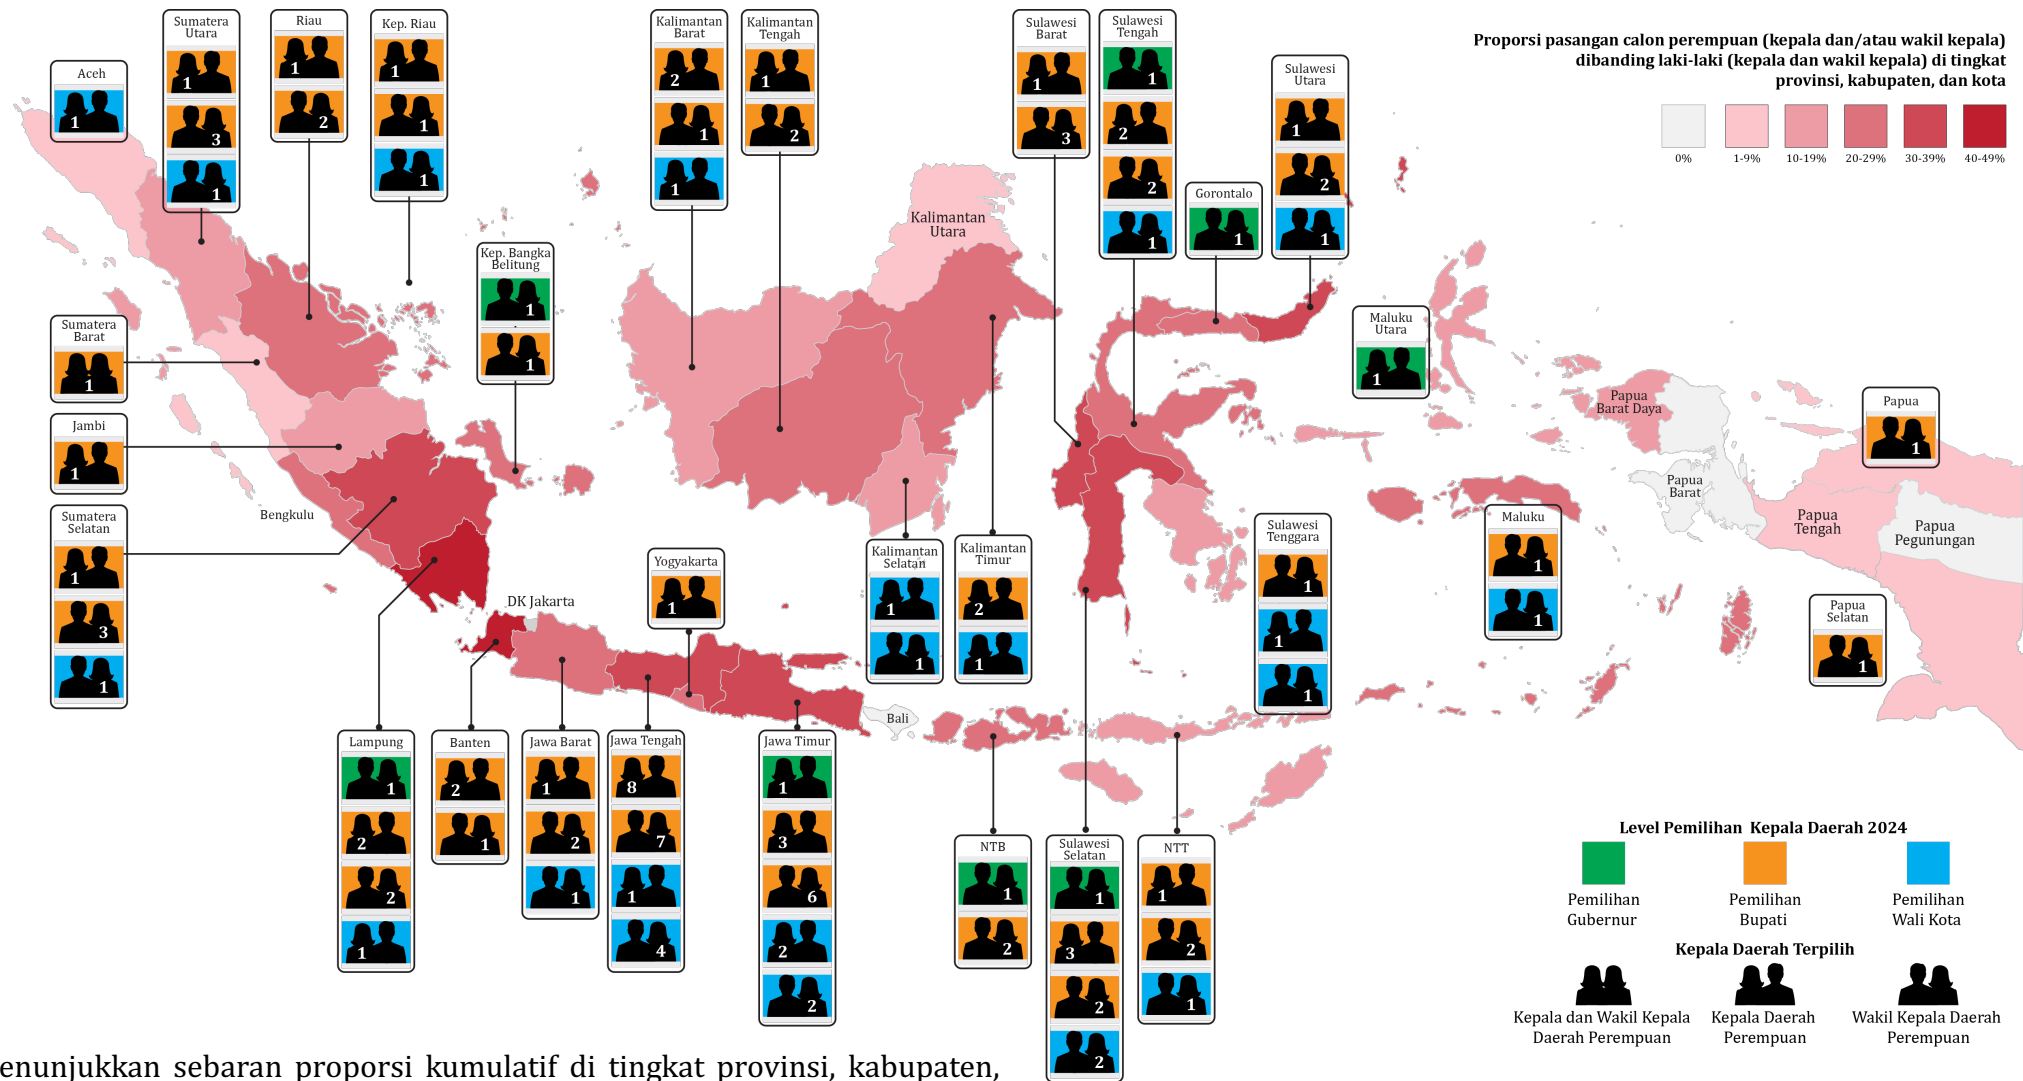 Proporsi pasangan calon perempuan (kepala dan/atau wakil kepala)
dibanding laki-laki (kepala dan wakil kepala) di tingkat
provinsi, kabupaten, dan kota
0%
1-9%
10-19%
20-29%
30-39%
40-49%
Aceh
1
Sumatera
Utara
1
3
1
Riau
1
2
Kep. Riau
1
1
1
Kep. Bangka
Belitung
1
1
Kalimantan
Barat
2
1
1
Kalimantan
Tengah
1
2
Kalimantan
Utara
Sulawesi
Barat
1
3
Sulawesi
Tengah
1
2
2
1
Gorontalo
1
Sulawesi
Utara
1
2
1
Maluku
Utara
1
Sumatera
Barat
1
Jambi
1
Sumatera
Selatan
1
3
1
Bengkulu
DK Jakarta
Yogyakarta
1
Kalimantan
Selatan
1
1
Kalimantan
Timur
2
1
Sulawesi
Tenggara
1
1
1
Maluku
1
1
Papua
Barat Daya
Papua
Barat
Papua
Tengah
Papua
Pegunungan
Papua
1
Papua
Selatan
1
Bali
Lampung
1
2
2
1
Banten
2
1
Jawa Barat
1
2
1
Jawa Tengah
8
7
1
4
Jawa Timur
1
3
6
2
2
NTB
1
2
Sulawesi
Selatan
1
3
2
2
NTT
1
2
1
Level Pemilihan Kepala Daerah 2024
Pemilihan
Gubernur
Pemilihan
Bupati
Pemilihan
Wali Kota
Kepala Daerah Terpilih
Kepala dan Wakil Kepala
Daerah Perempuan
Kepala Daerah
Perempuan
Wakil Kepala Daerah
Perempuan
enunjukkan sebaran proporsi kumulatif di tingkat provinsi, kabupaten,